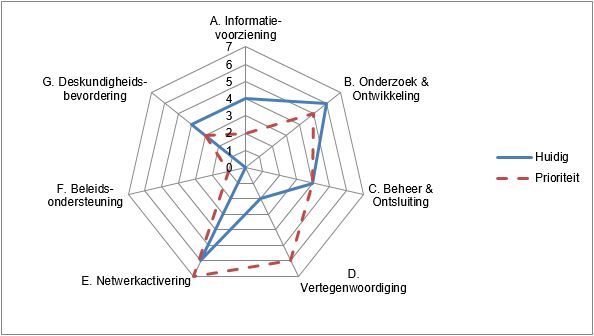 A. Informatie-
voorziening
7
6
5
4
3
2
1
0
G. Deskundigheids-
bevordering
B. Onderzoek &
Ontwikkeling
F. Beleids-
ondersteuning
C. Beheer &
Ontsluiting
E. Netwerkactivering
D.
Vertegenwoordiging
Huidig
Prioriteit